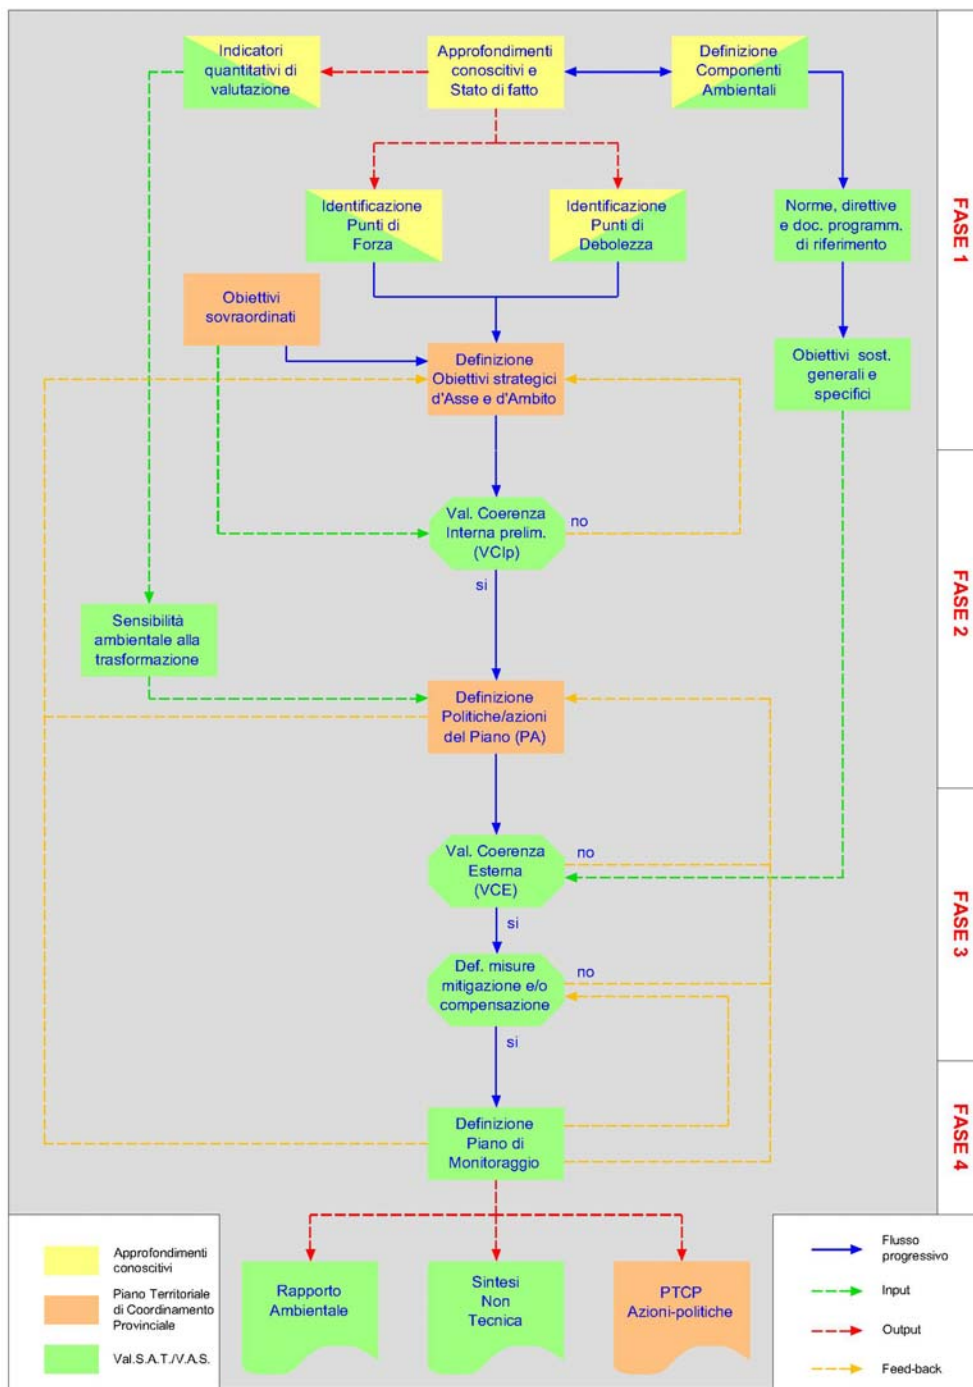 Indicatori
quantitativi di
valutazione
Approfondimenti
conoscitivi e
Stato di fatto
Definizione
Componenti
Ambientali
FASE 1
Identificazione
Punti di
Forza
Identificazione
Punti di
Debolezza
Norme, direttive
e doc. programm.
di riferimento
Obiettivi
sovraordinati
Definizione
Obiettivi strategici
d'Asse e d'Ambito
Obiettivi sost.
generali e
specifici
FASE 2
Val. Coerenza
Interna prelim.
(VCIp)
no
si
Sensibilità
ambientale alla
trasformazione
Definizione
Politiche/azioni
del Piano (PA)
FASE 3
Val. Coerenza
Esterna
(VCE)
no
si
Def. misure
mitigazione e/o
compensazione
no
si
FASE 4
Definizione
Piano di
Monitoraggio
Rapporto
Ambientale
Sintesi
Non
Tecnica
PTCP
Azioni-politiche
Approfondimenti
conoscitivi
Piano Territoriale
di Coordinamento
Provinciale
Val.S.A.T./V.A.S.
Flusso
progressivo
Input
Output
Feed-back